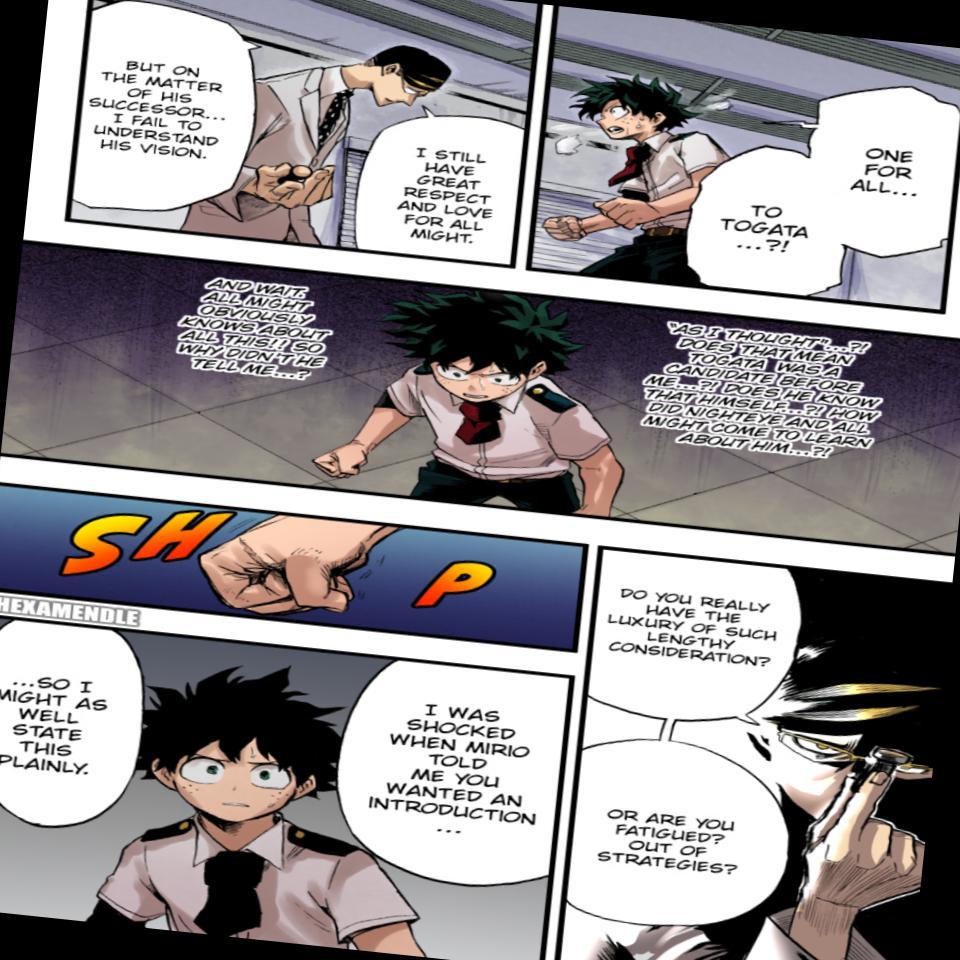 ONE
FOR
ALL...
TO
TOGATA
...?!
I STILL
HAVE
GREAT
RESPECT
AND LOVE
FOR ALL
MIGHT.
BUT ON
THE MATTER
OF HIS
SUCCESSOR...
I FAIL TO
UNDERSTAND
HIS VISION.
"AS I THOUGHT"...?!
DOES THAT MEAN
TOGATA WAS A
CANDIDATE BEFORE
ME...?! DOES HE KNOW
THAT HIMSELF...?! HOW
DID NIGHTEYE AND ALL
MIGHT COME TO LEARN
ABOUT HIM...?!
AND WAIT.
ALL MIGHT
OBVIOUSLY
KNOWS ABOUT
ALL THIS!! SO
WHY DIDN'T HE
TELL ME...?
DO YOU REALLY
HAVE THE
LUXURY OF SUCH
LENGTHY
CONSIDERATION?
OR ARE YOU
FATIGUED?
OUT OF
STRATEGIES?
SH P
HEXAMENDLE
I WAS
SHOCKED
WHEN MIRIO
TOLD
ME YOU
WANTED AN
INTRODUCTION
...
...SO I
MIGHT AS
WELL
STATE
THIS
PLAINLY.